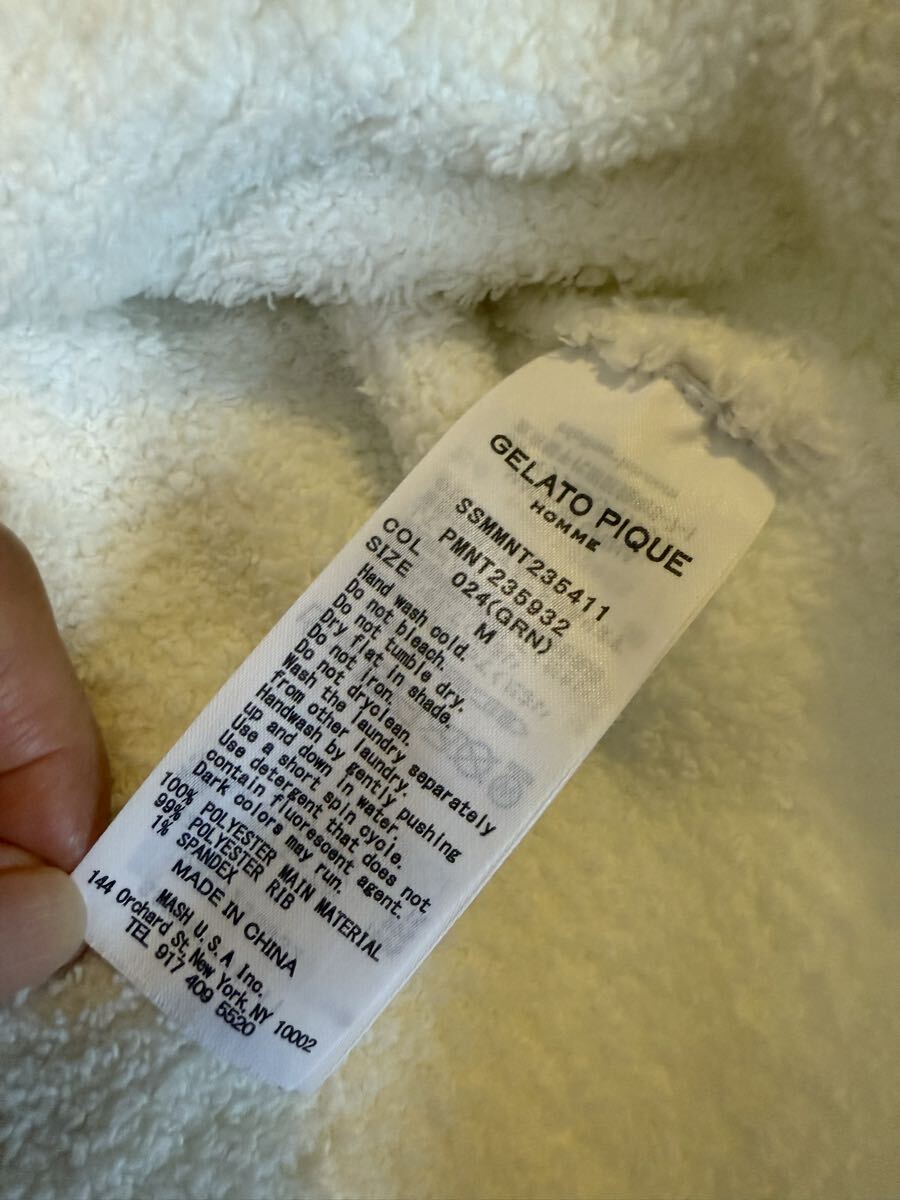 GELATO PIQUE
HOMME
SSMMNT235411
PMNT235932
COL 024(GRN)
SIZE M
Hand wash cold.
Do not bleach.
Do not tumble dry.
Dry flat in shade.
Do not iron.
Do not dryclean.
Wash the laundry separately
from other laundry.
Handwash by gently pushing
up and down in water.
Use a short spin cycle.
Use detergent that does not
contain fluorescent agent.
Dark colors may run.
100% POLYESTER MAIN MATERIAL
99% POLYESTER RIB
1% SPANDEX
MADE IN CHINA
MASH U.S.A Inc.
144 Orchard St, New York, NY 10002
TEL 917 409 5520